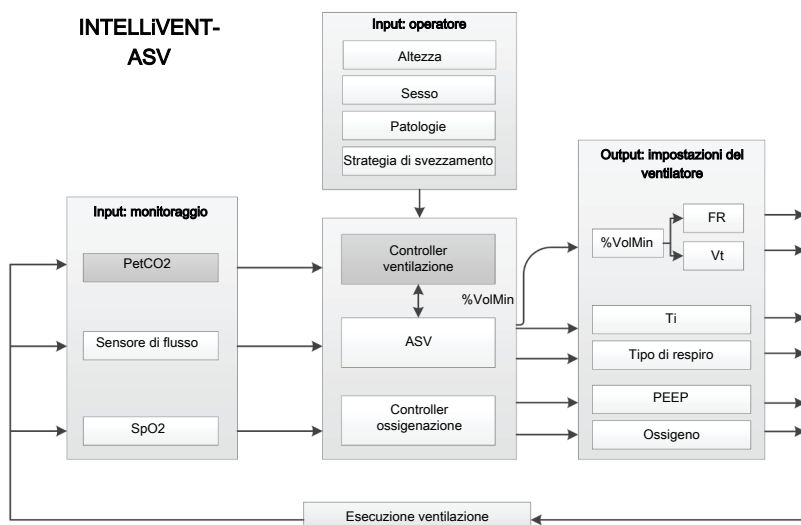 INTELLiVENT-
ASV
Input: operatore
Altezza
Sesso
Patologie
Strategia di svezzamento
Input: monitoraggio
PetCO2
Sensore di flusso
SpO2
Controller
ventilazione
%VolMin
ASV
Controller
ossigenazione
Output: impostazioni del
ventilatore
%VolMin
FR
Vt
Ti
Tipo di respiro
PEEP
Ossigeno
Esecuzione ventilazione